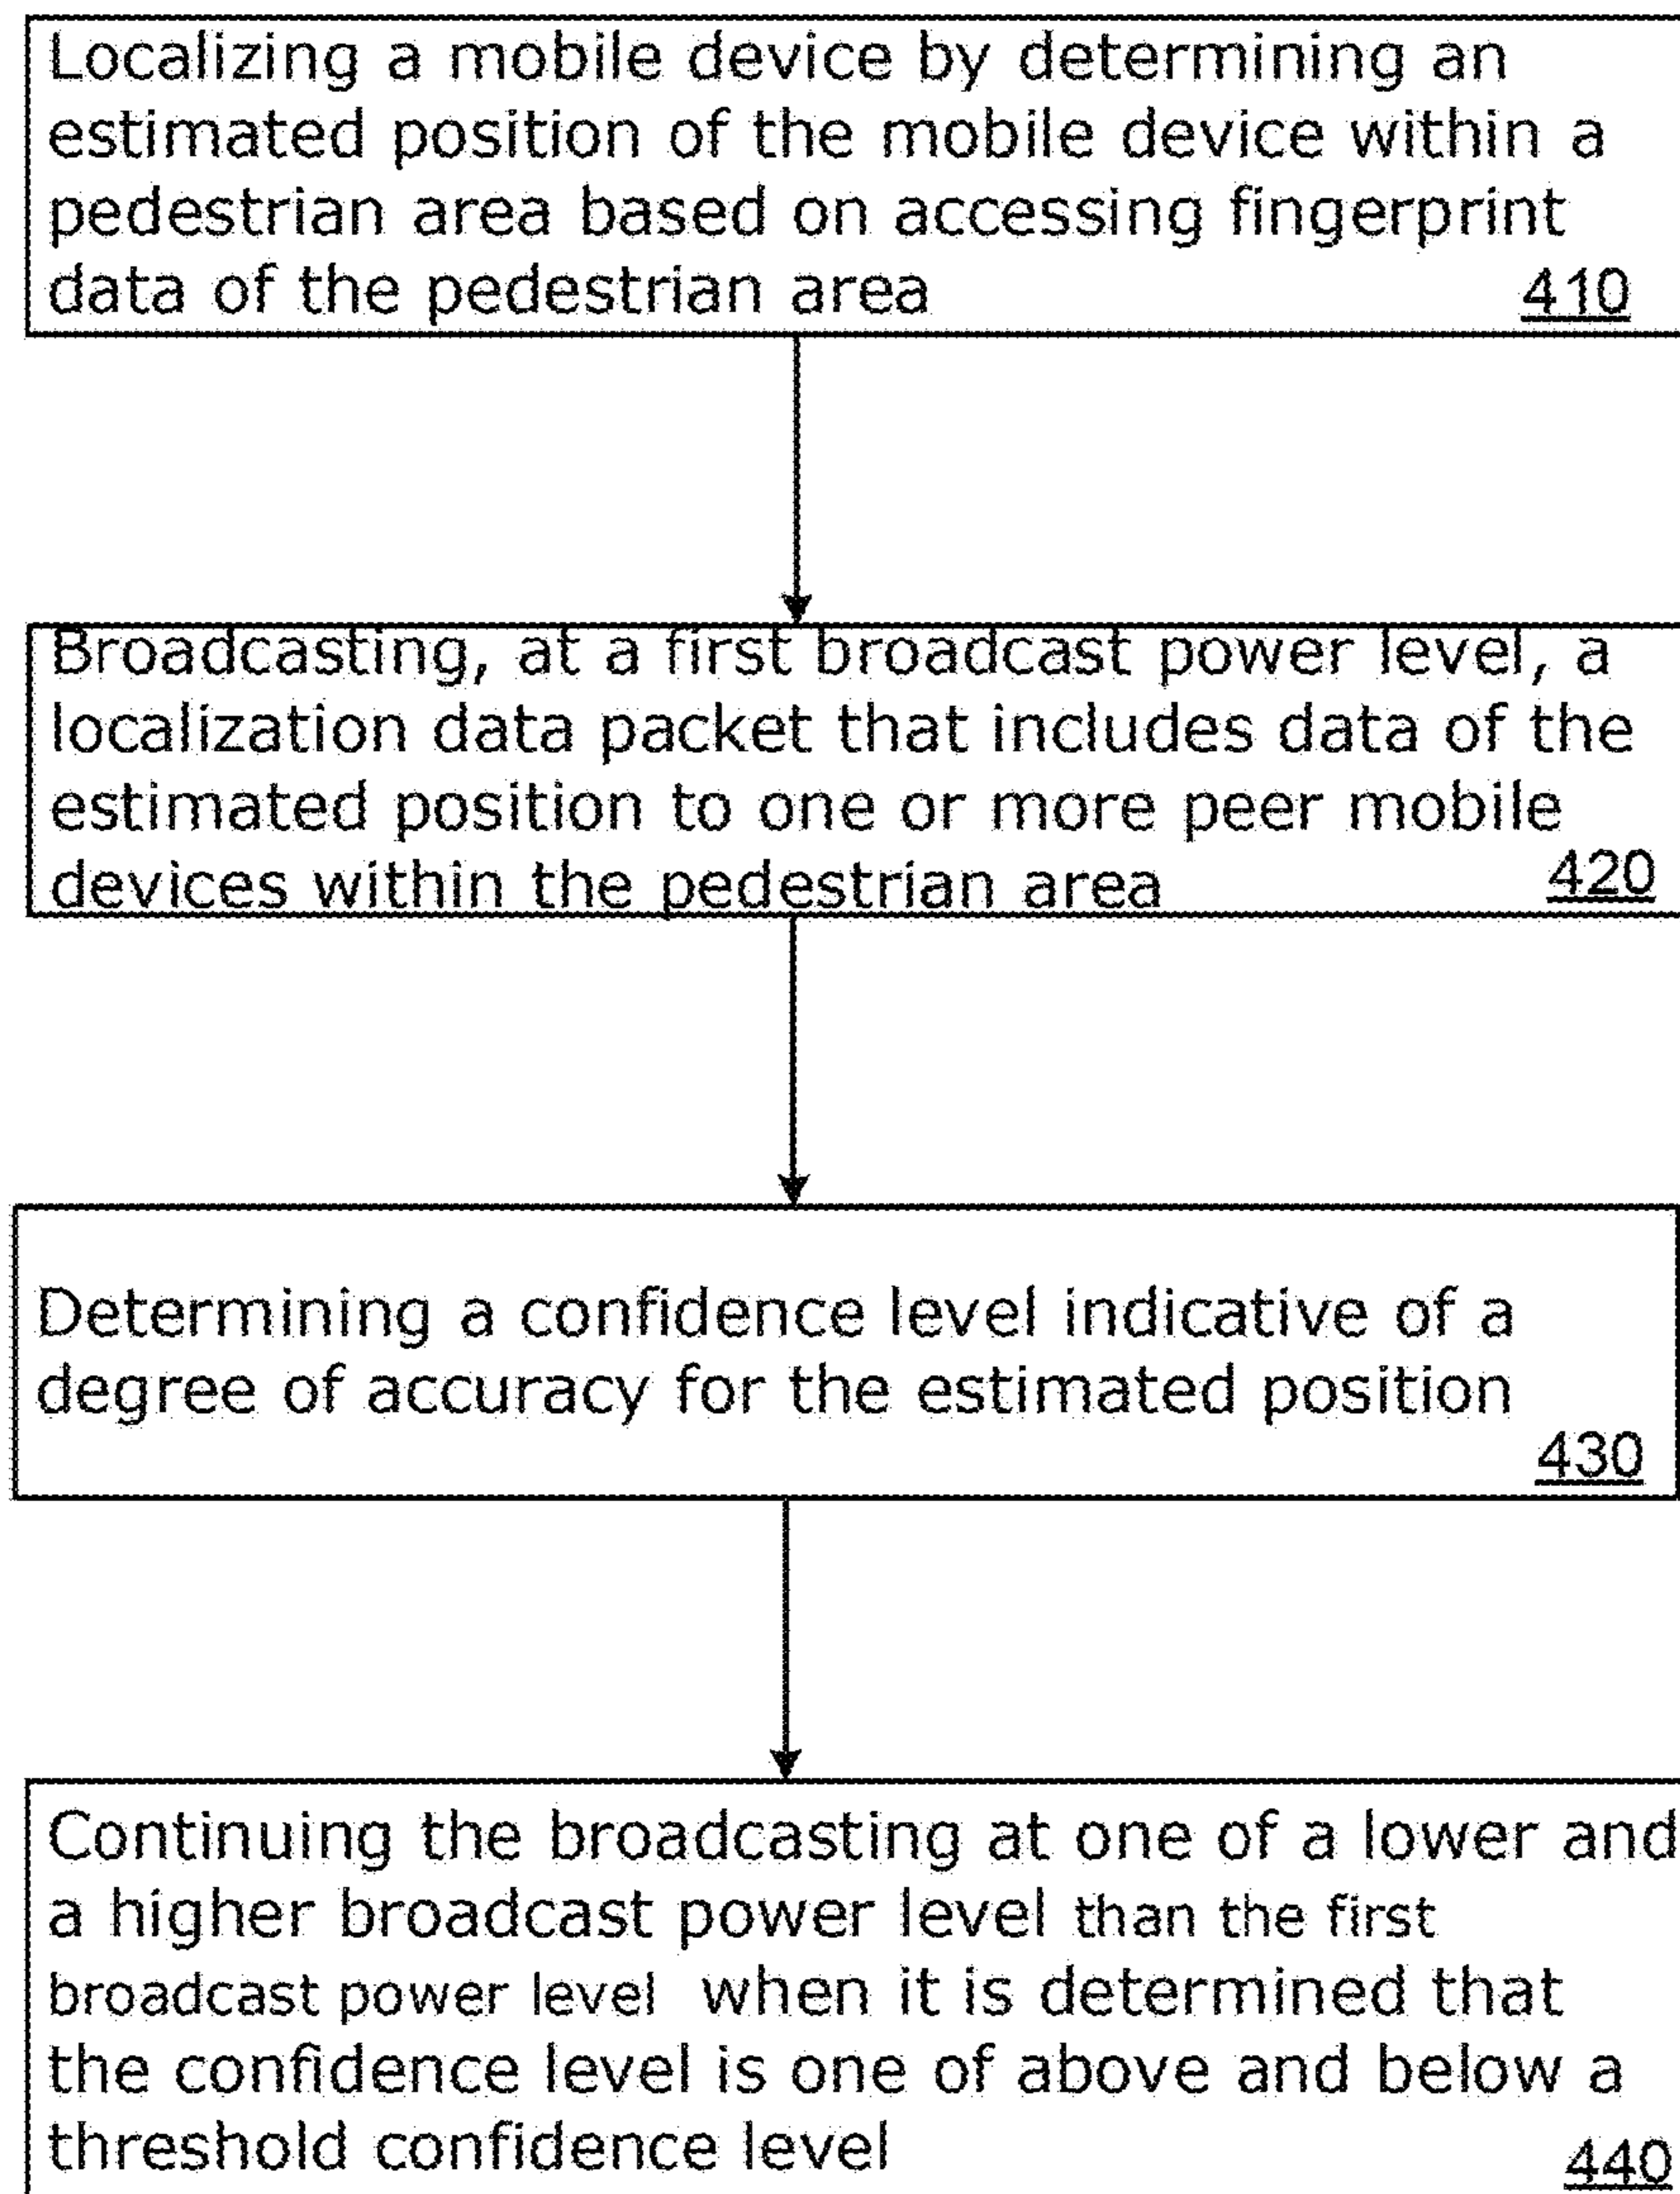 Localizing a mobile device by determining an
estimated position of the mobile device within a
pedestrian area based on accessing fingerprint
data of the pedestrian area 410
Broadcasting, at a first broadcast power level, a
localization data packet that includes data of the
estimated position to one or more peer mobile
devices within the pedestrian area 420
Determining a confidence level indicative of a
degree of accuracy for the estimated position
430
Continuing the broadcasting at one of a lower and
a higher broadcast power level than the first
broadcast power level when it is determined that
the confidence level is one of above and below a
threshold confidence level 440